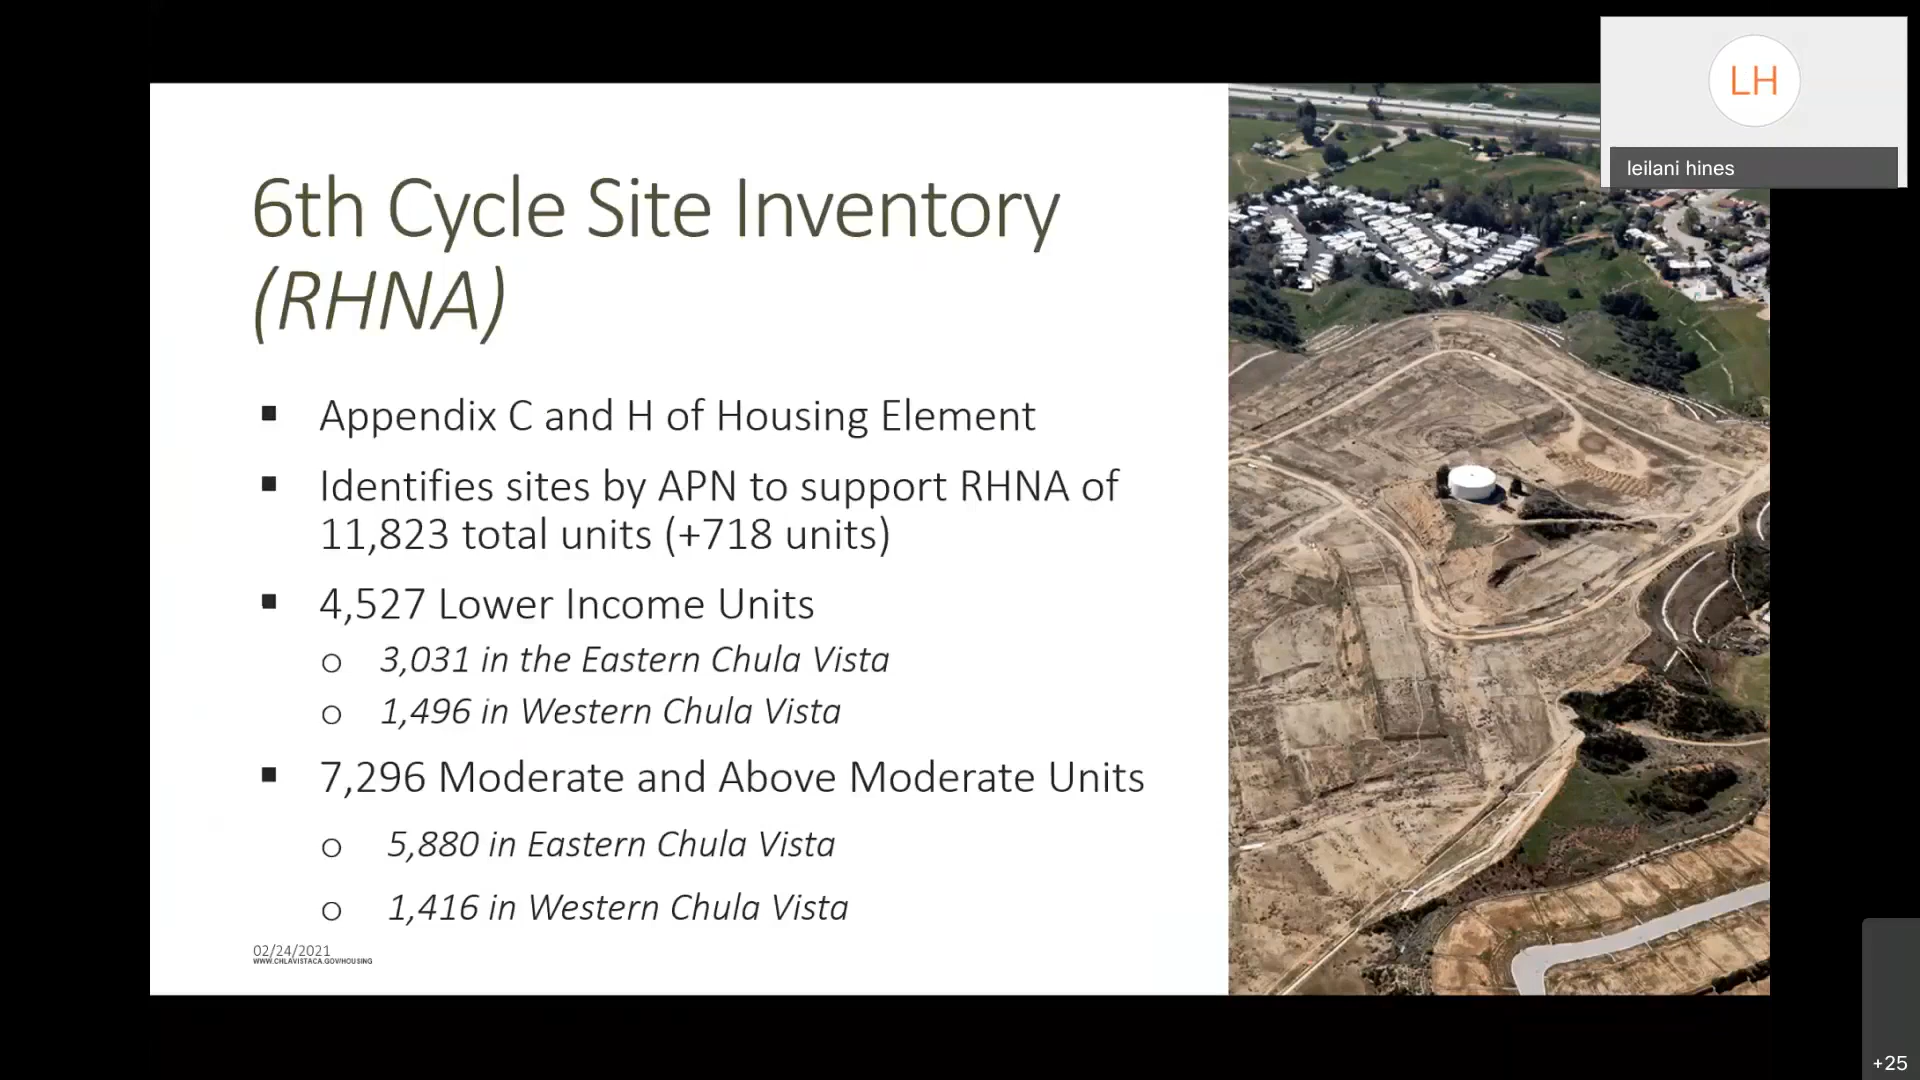 LH
leilani hines
6th Cycle Site Inventory
(RHNA)
▪ Appendix C and H of Housing Element
▪ Identifies sites by APN to support RHNA of
11,823 total units (+718 units)
▪ 4,527 Lower Income Units
o 3,031 in the Eastern Chula Vista
o 1,496 in Western Chula Vista
▪ 7,296 Moderate and Above Moderate Units
o 5,880 in Eastern Chula Vista
o 1,416 in Western Chula Vista
02/24/2021
WWW.CHLAVISTACA.GOV/HOUSING
+25